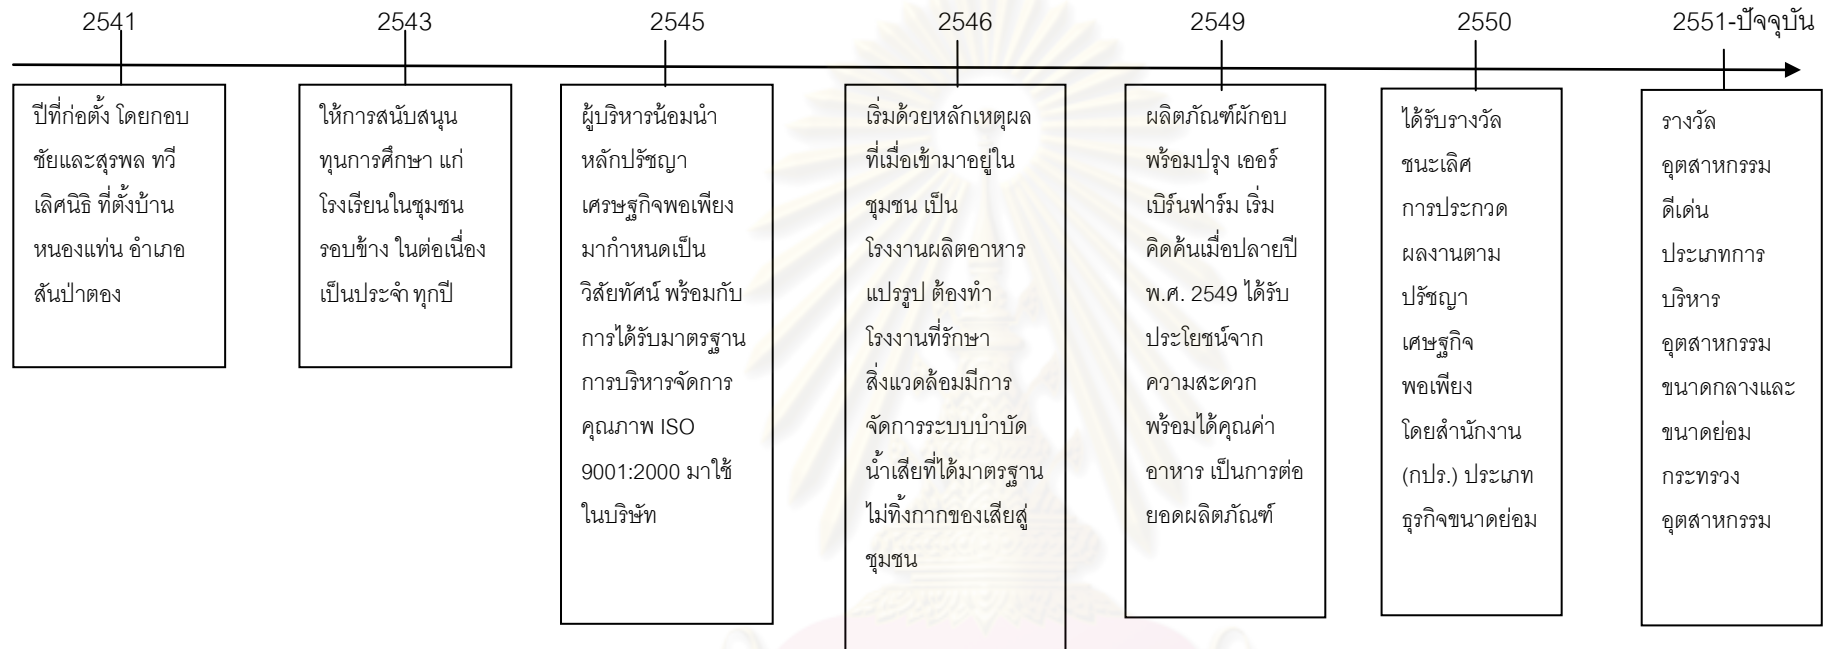 2541
2543
2545
2546
2549
2550
2551-ปัจจุบัน
ปีที่ก่อตั้ง โดยกอบ
ชัยและสุรพล ทวี
เลิศนิธิ ที่ตั้งบ้าน
หนองแท่น อำเภอ
สันป่าตอง
ให้การสนับสนุน
ทุนการศึกษา แก่
โรงเรียนในชุมชน
รอบข้าง ในต่อเนื่อง
เป็นประจำ ทุกปี
ผู้บริหารน้อมนำ
หลักปรัชญา
เศรษฐกิจพอเพียง
มากำหนดเป็น
วิสัยทัศน์ พร้อมกับ
การได้รับมาตรฐาน
การบริหารจัดการ
คุณภาพ ISO
9001:2000 มาใช้
ในบริษัท
เริ่มด้วยหลักเหตุผล
ที่เมื่อเข้ามาอยู่ใน
ชุมชน เป็น
โรงงานผลิตอาหาร
แปรรูป ต้องทำ
โรงงานที่รักษา
สิ่งแวดล้อมมีการ
จัดการระบบบำบัด
น้ำเสียที่ได้มาตรฐาน
ไม่ทิ้งกากของเสียสู่
ชุมชน
ผลิตภัณฑ์ผักอบ
พร้อมปรุง เออร์
เบิร์นฟาร์ม เริ่ม
คิดค้นเมื่อปลายปี
พ.ศ. 2549 ได้รับ
ประโยชน์จาก
ความสะดวก
พร้อมได้คุณค่า
อาหาร เป็นการต่อ
ยอดผลิตภัณฑ์
ได้รับรางวัล
ชนะเลิศ
การประกวด
ผลงานตาม
ปรัชญา
เศษฐกิจ
พอเพียง
โดยสำนักงาน
(กปร.) ประเภท
ธุรกิจขนาดย่อม
รางวัล
อุตสาหกรรม
ดีเด่น
ประเภทการ
บริหาร
อุตสาหกรรม
ขนาดกลางและ
ขนาดย่อม
กระทรวง
อุตสาหกรรม